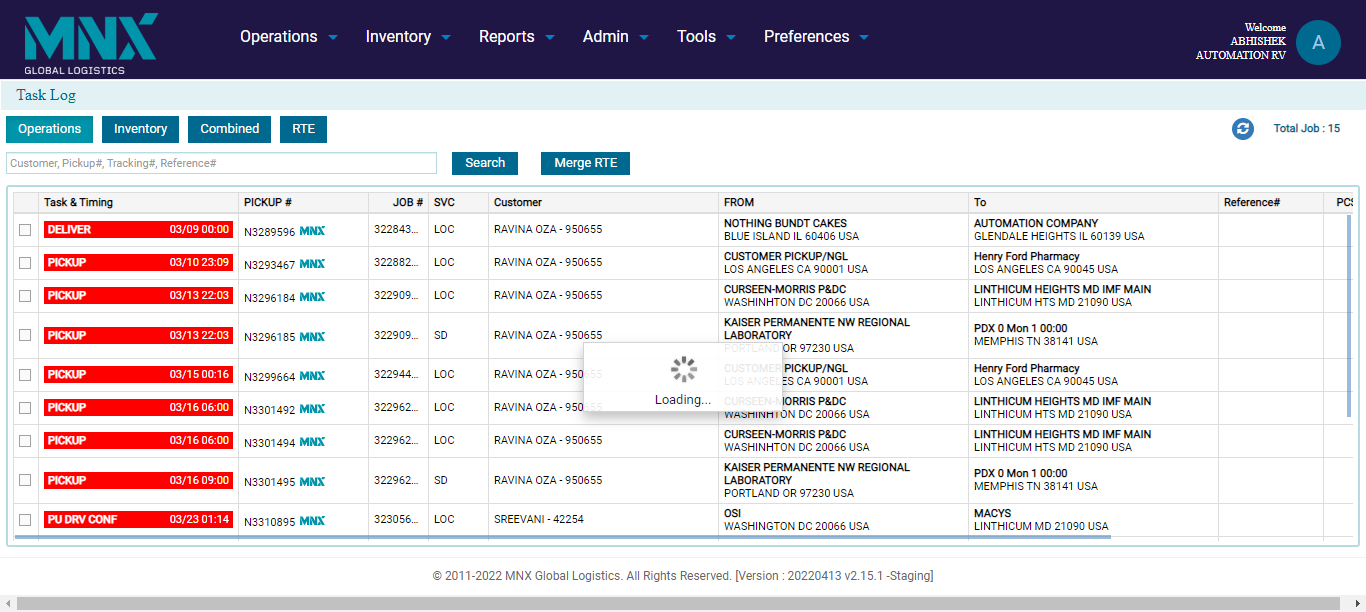 MNX
GLOBAL LOGISTICS
Operations Inventory Reports Admin Tools Preferences
Welcome
ABHISHEK
AUTOMATION RV
A
Task Log
Operations Inventory Combined RTE
Total Job : 15
Customer, Pickup#, Tracking#, Reference#
Search Merge RTE
Task & Timing PICKUP # JOB # SVC Customer FROM To Reference# PCS
DELIVER 03/09 00:00 N3289596 MNX 322843... LOC RAVINA OZA - 950655 NOTHING BUNDT CAKES AUTOMATION COMPANY
BLUE ISLAND IL 60406 USA GLENDALE HEIGHTS IL 60139 USA
PICKUP 03/10 23:09 N3293467 MNX 322882... LOC RAVINA OZA - 950655 CUSTOMER PICKUP/NGL Henry Ford Pharmacy
LOS ANGELES CA 90001 USA LOS ANGELES CA 90045 USA
PICKUP 03/13 22:03 N3296184 MNX 322909... LOC RAVINA OZA - 950655 CURSEEN-MORRIS P&DC LINTHICUM HEIGHTS MD IMF MAIN
WASHINHTON DC 20066 USA LINTHICUM HTS MD 21090 USA
PICKUP 03/13 22:03 N3296185 MNX 322909... SD RAVINA OZA - 950655 KAISER PERMANENTE NW REGIONAL
LABORATORY PDX 0 Mon 1 00:00
PORTLAND OR 97230 USA MEMPHIS TN 38141 USA
PICKUP 03/15 00:16 N3299664 MNX 322944... LOC RAVINA OZA - 950655 CUSTOMER PICKUP/NGL Henry Ford Pharmacy
LOS ANGELES CA 90001 USA LOS ANGELES CA 90045 USA
Loading...
PICKUP 03/16 06:00 N3301492 MNX 322962... LOC RAVINA OZA - 950655 CURSEEN-MORRIS P&DC LINTHICUM HEIGHTS MD IMF MAIN
WASHINHTON DC 20066 USA LINTHICUM HTS MD 21090 USA
PICKUP 03/16 06:00 N3301494 MNX 322962... LOC RAVINA OZA - 950655 CURSEEN-MORRIS P&DC LINTHICUM HEIGHTS MD IMF MAIN
WASHINHTON DC 20066 USA LINTHICUM HTS MD 21090 USA
PICKUP 03/16 09:00 N3301495 MNX 322962... SD RAVINA OZA - 950655 KAISER PERMANENTE NW REGIONAL
LABORATORY PDX 0 Mon 1 00:00
PORTLAND OR 97230 USA MEMPHIS TN 38141 USA
PU DRV CONF 03/23 01:14 N3310895 MNX 323056... LOC SREEVANI - 42254 OSI MACYS
WASHINGTON DC 20066 USA LINTHICUM MD 21090 USA
© 2011-2022 MNX Global Logistics. All Rights Reserved. [Version : 20220413 v2.15.1 -Staging]